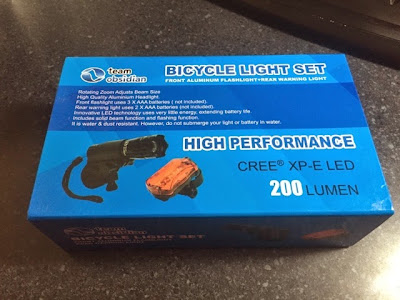 team obsidian
BICYCLE LIGHT SET
FRONT ALUMINUM FLASHLIGHT+REAR WARNING LIGHT
Rotating Zoom Adjusts Beam Size
High Quality Aluminum Headlight.
Front flashlight uses 3 X AAA batteries ( not included).
Rear warning light uses 2 X AAA batteries ( not included).
Innovative LED technology uses very little energy, extending battery life.
Includes solid beam function and flashing function.
It is water & dust resistant. However, do not submerge your light or battery in water.
HIGH PERFORMANCE
CREE® XP-E LED
200 LUMEN
team obsidian
BICYCLE LIGHT SET